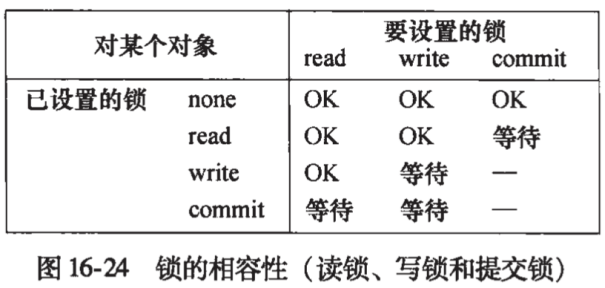 对某个对象 要设置的锁
read write commit
已设置的锁 none OK OK OK
read OK OK 等待
write OK 等待 —
commit 等待 等待 —
图 16-24 锁的相容性（读锁、写锁和提交锁）